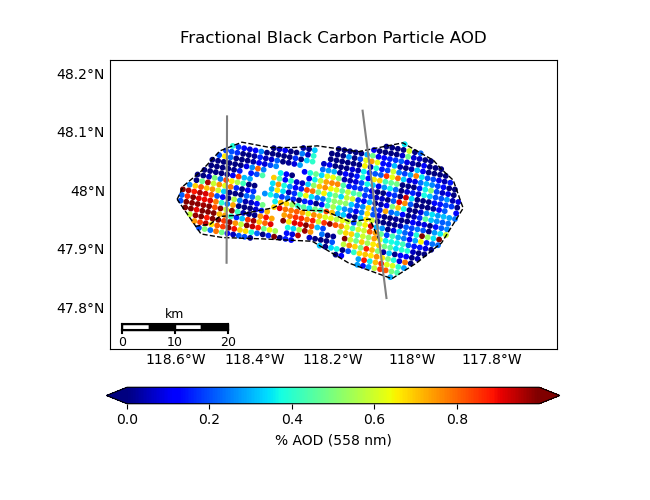 Fractional Black Carbon Particle AOD
48.2°N
48.1°N
48°N
47.9°N
47.8°N
km
0 10 20
118.6°W 118.4°W 118.2°W 118°W 117.8°W
0.0 0.2 0.4 0.6 0.8
% AOD (558 nm)